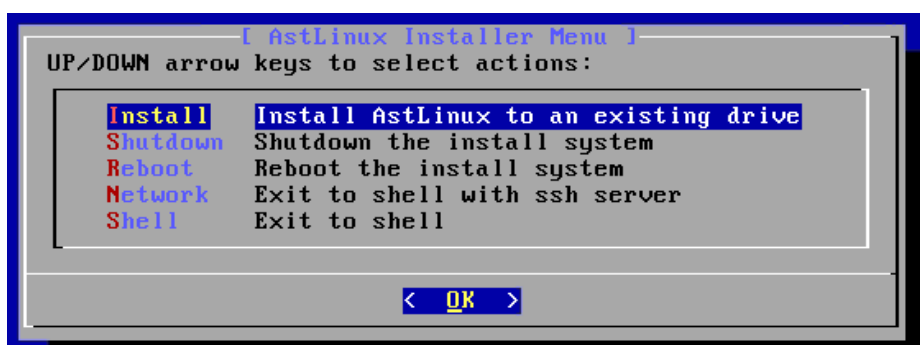 [ AstLinux Installer Menu ]
UP/DOWN arrow keys to select actions:
Install Install AstLinux to an existing drive
Shutdown Shutdown the install system
Reboot Reboot the install system
Network Exit to shell with ssh server
Shell Exit to shell
< OK >